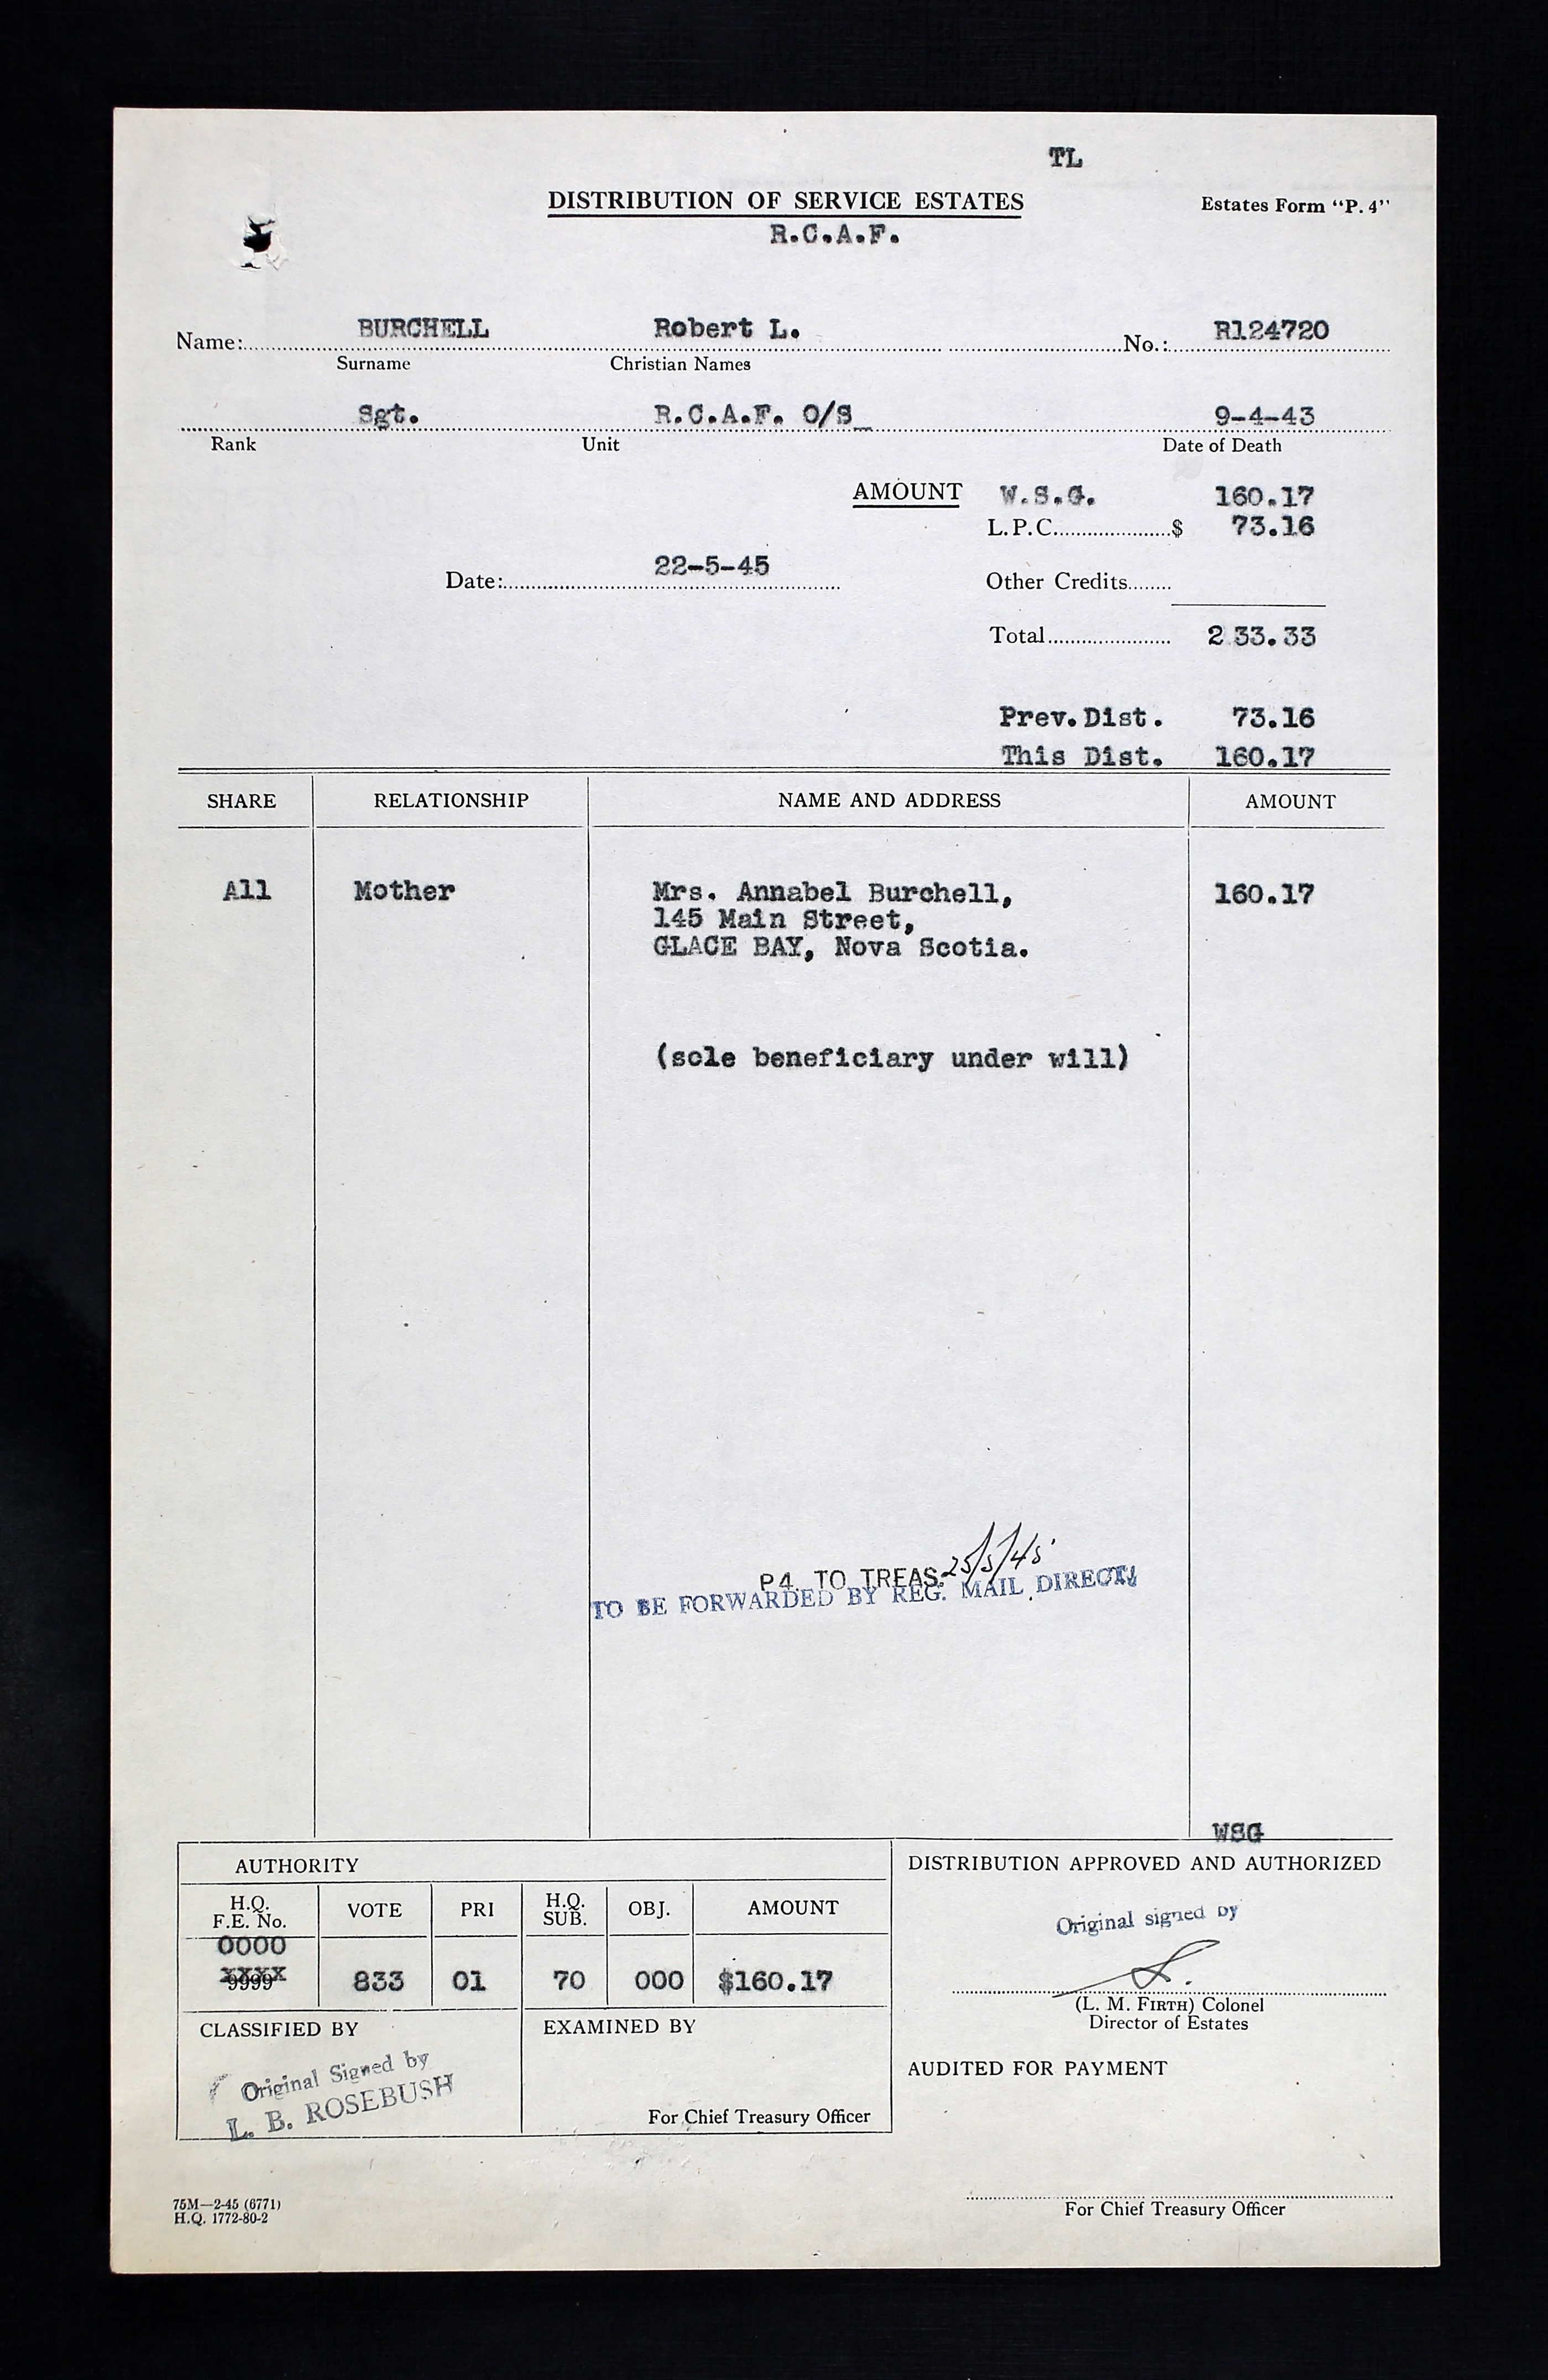 TL
DISTRIBUTION OF SERVICE ESTATES Estates Form "P. 4"
R.C.A.F.
Name: BURCHELL Robert L. No.: R124720
Surname Christian Names
Sgt. R.C.A.F. O/S_ 9-4-43
Rank Unit Date of Death
AMOUNT W.S.G. 160.17
L.P.C. $ 73.16
Date: 22-5-45 Other Credits
Total 2 33.33
Prev. Dist. 73.16
This Dist. 160.17
SHARE RELATIONSHIP NAME AND ADDRESS AMOUNT
All Mother Mrs. Annabel Burchell, 160.17
145 Main Street,
GLACE BAY, Nova Scotia.
(sole beneficiary under will)
P4. TO TREAS. 25/5/45
TO BE FORWARDED BY REG. MAIL DIRECT.
WSG
AUTHORITY DISTRIBUTION APPROVED AND AUTHORIZED
H.Q. F.E. No. VOTE PRI H.Q. SUB. OBJ. AMOUNT
Original signed by
0000
9999 833 01 70 000 $160.17
(L. M. FIRTH) Colonel
Director of Estates
CLASSIFIED BY EXAMINED BY
AUDITED FOR PAYMENT
Original Signed by
L. B. ROSEBUSH
For Chief Treasury Officer
75M—2-45 (6771)
H.Q. 1772-80-2
For Chief Treasury Officer